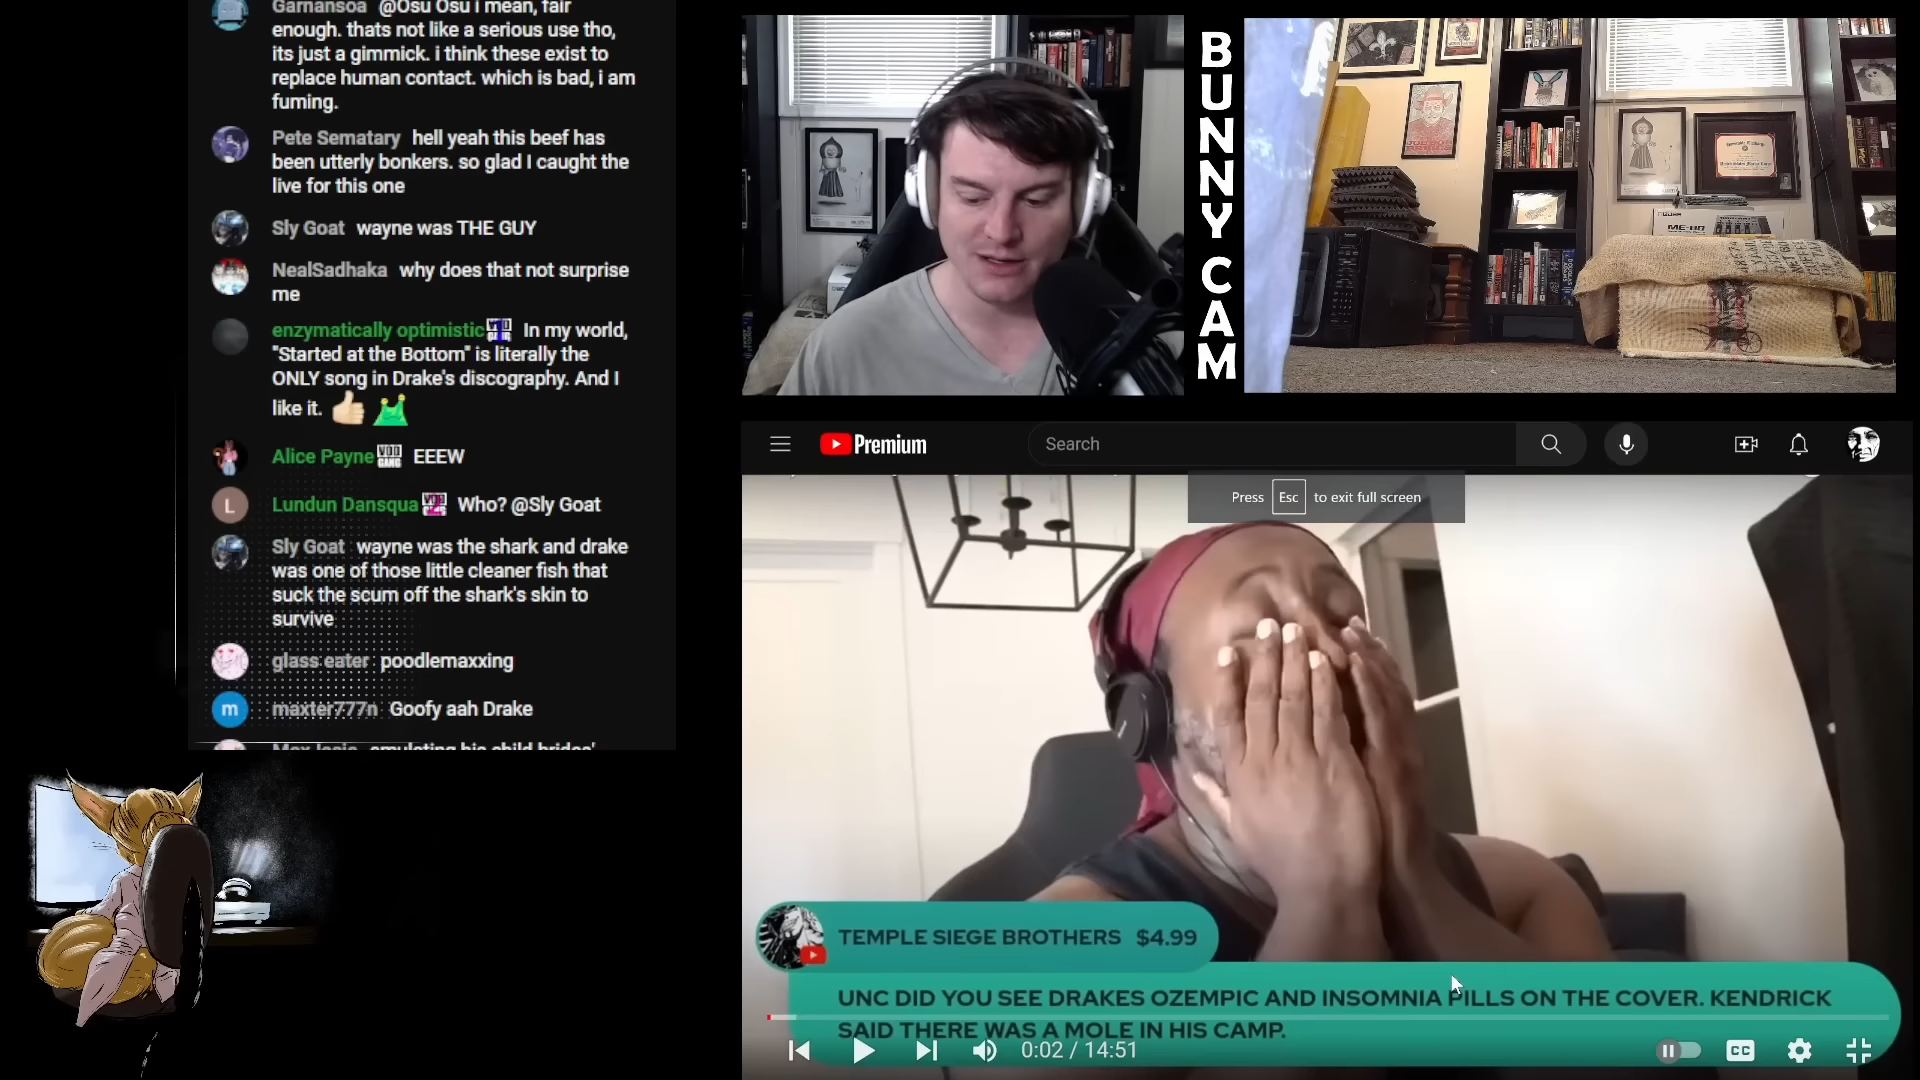 Garnansoa @Osu Osu i mean, fair
enough. thats not like a serious use tho,
its just a gimmick. i think these exist to
replace human contact. which is bad, i am
fuming.
Pete Sematary hell yeah this beef has
been utterly bonkers. so glad I caught the
live for this one
Sly Goat wayne was THE GUY
NealSadhaka why does that not surprise
me
enzymatically optimistic In my world,
"Started at the Bottom" is literally the
ONLY song in Drake's discography. And I
like it.
Alice Payne EEEW
L
Lundun Dansqua Who? @Sly Goat
Sly Goat wayne was the shark and drake
was one of those little cleaner fish that
suck the scum off the shark's skin to
survive
glass eater poodlemaxxing
m
maxter777n Goofy aah Drake
emulating his child brides'
BUNNY CAM
ME-80
Premium
Search
Press Esc to exit full screen
TEMPLE SIEGE BROTHERS $4.99
UNC DID YOU SEE DRAKES OZEMPIC AND INSOMNIA PILLS ON THE COVER. KENDRICK
SAID THERE WAS A MOLE IN HIS CAMP.
0:02 / 14:51
CC